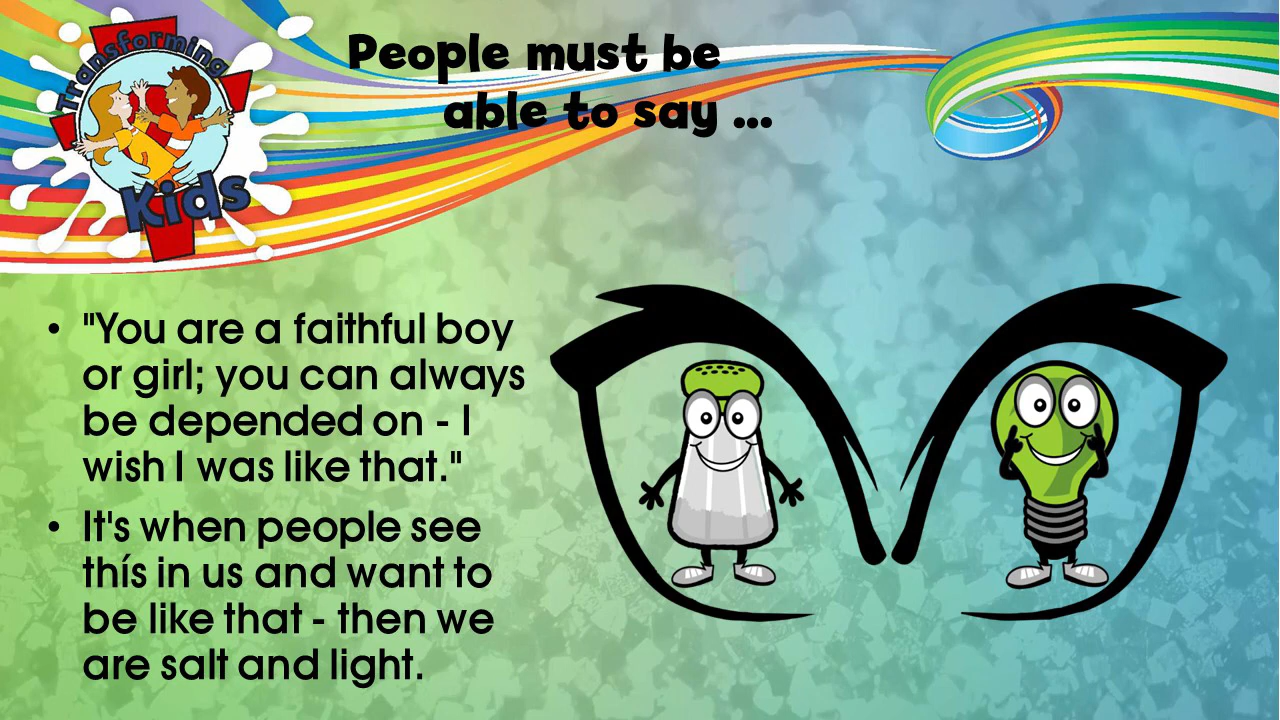 Transforming
Kids
People must be
able to say ...
• "You are a faithful boy
or girl; you can always
be depended on - I
wish I was like that."
• It's when people see
thís in us and want to
be like that - then we
are salt and light.